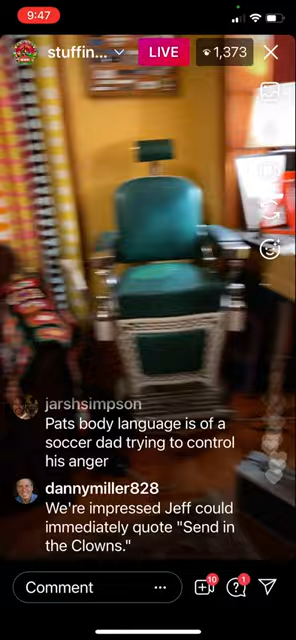 9:47
stuffin...
LIVE
1,373
jarshsimpson
Pats body language is of a
soccer dad trying to control
his anger
dannymiller828
We're impressed Jeff could
immediately quote "Send in
the Clowns."
Comment
10
1